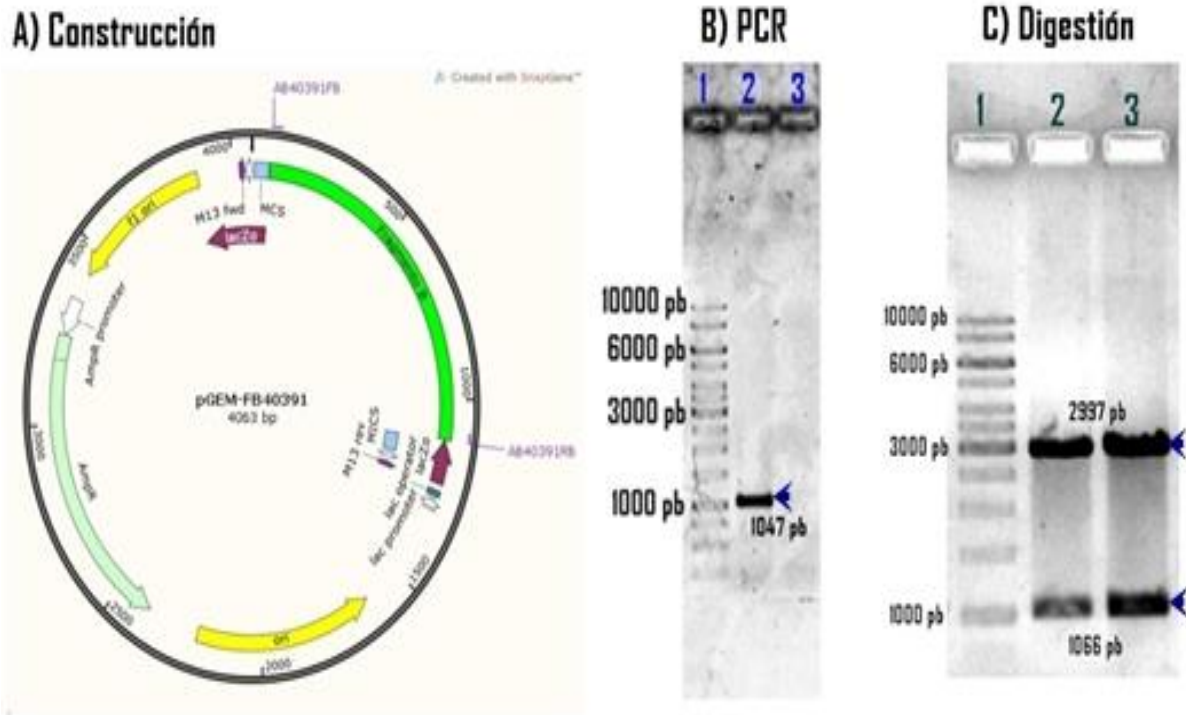 A) Construcción
Created with SnapGene™
AB40391FB
4000
500
1000
1500
2000
2500
3000
3500
f1 ori
M13 fwd
MCS
lacZα
AmpR promoter
AmpR
pGEM-FB40391
4063 bp
M13 rev
MCS
lac operator
lacZα
lac promoter
AB40391RB
ori
B) PCR
1 2 3
10000 pb
6000 pb
3000 pb
1000 pb
1047 pb
C) Digestión
1 2 3
10000 pb
6000 pb
3000 pb
1000 pb
2997 pb
1066 pb